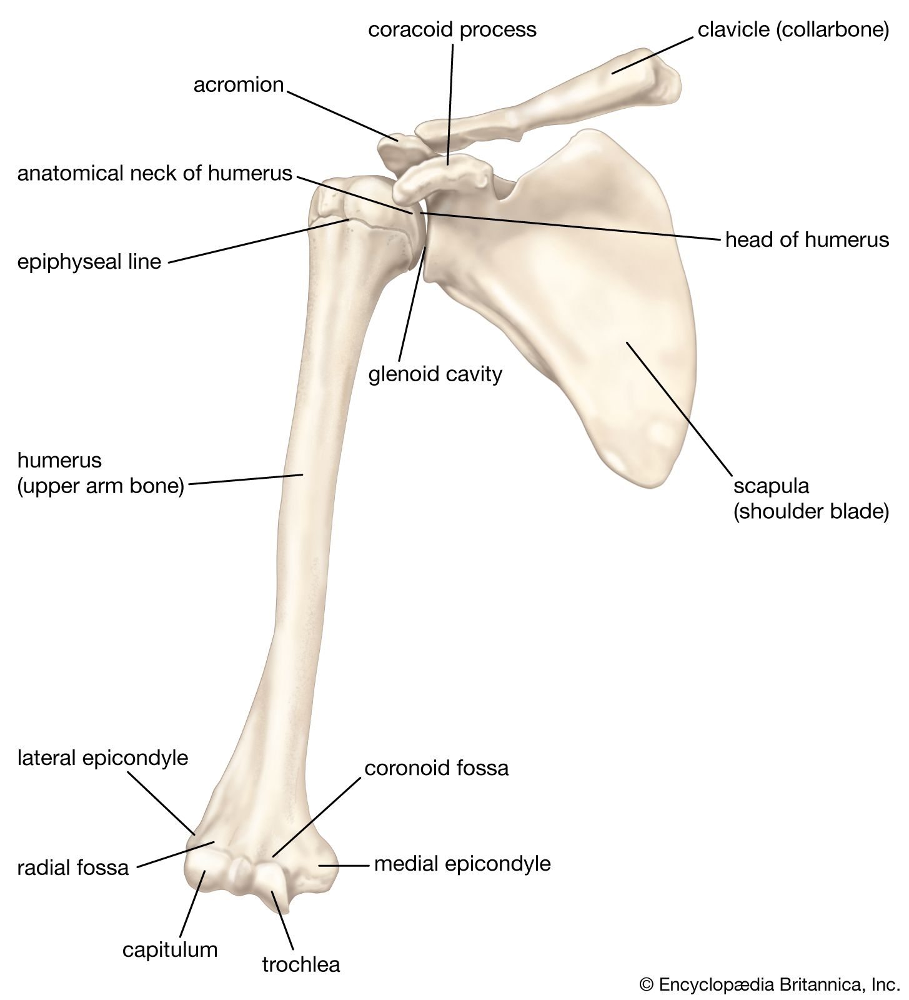 coracoid process
clavicle (collarbone)
acromion
anatomical neck of humerus
head of humerus
epiphyseal line
glenoid cavity
humerus
(upper arm bone)
scapula
(shoulder blade)
lateral epicondyle
coronoid fossa
radial fossa
medial epicondyle
capitulum
trochlea
© Encyclopædia Britannica, Inc.